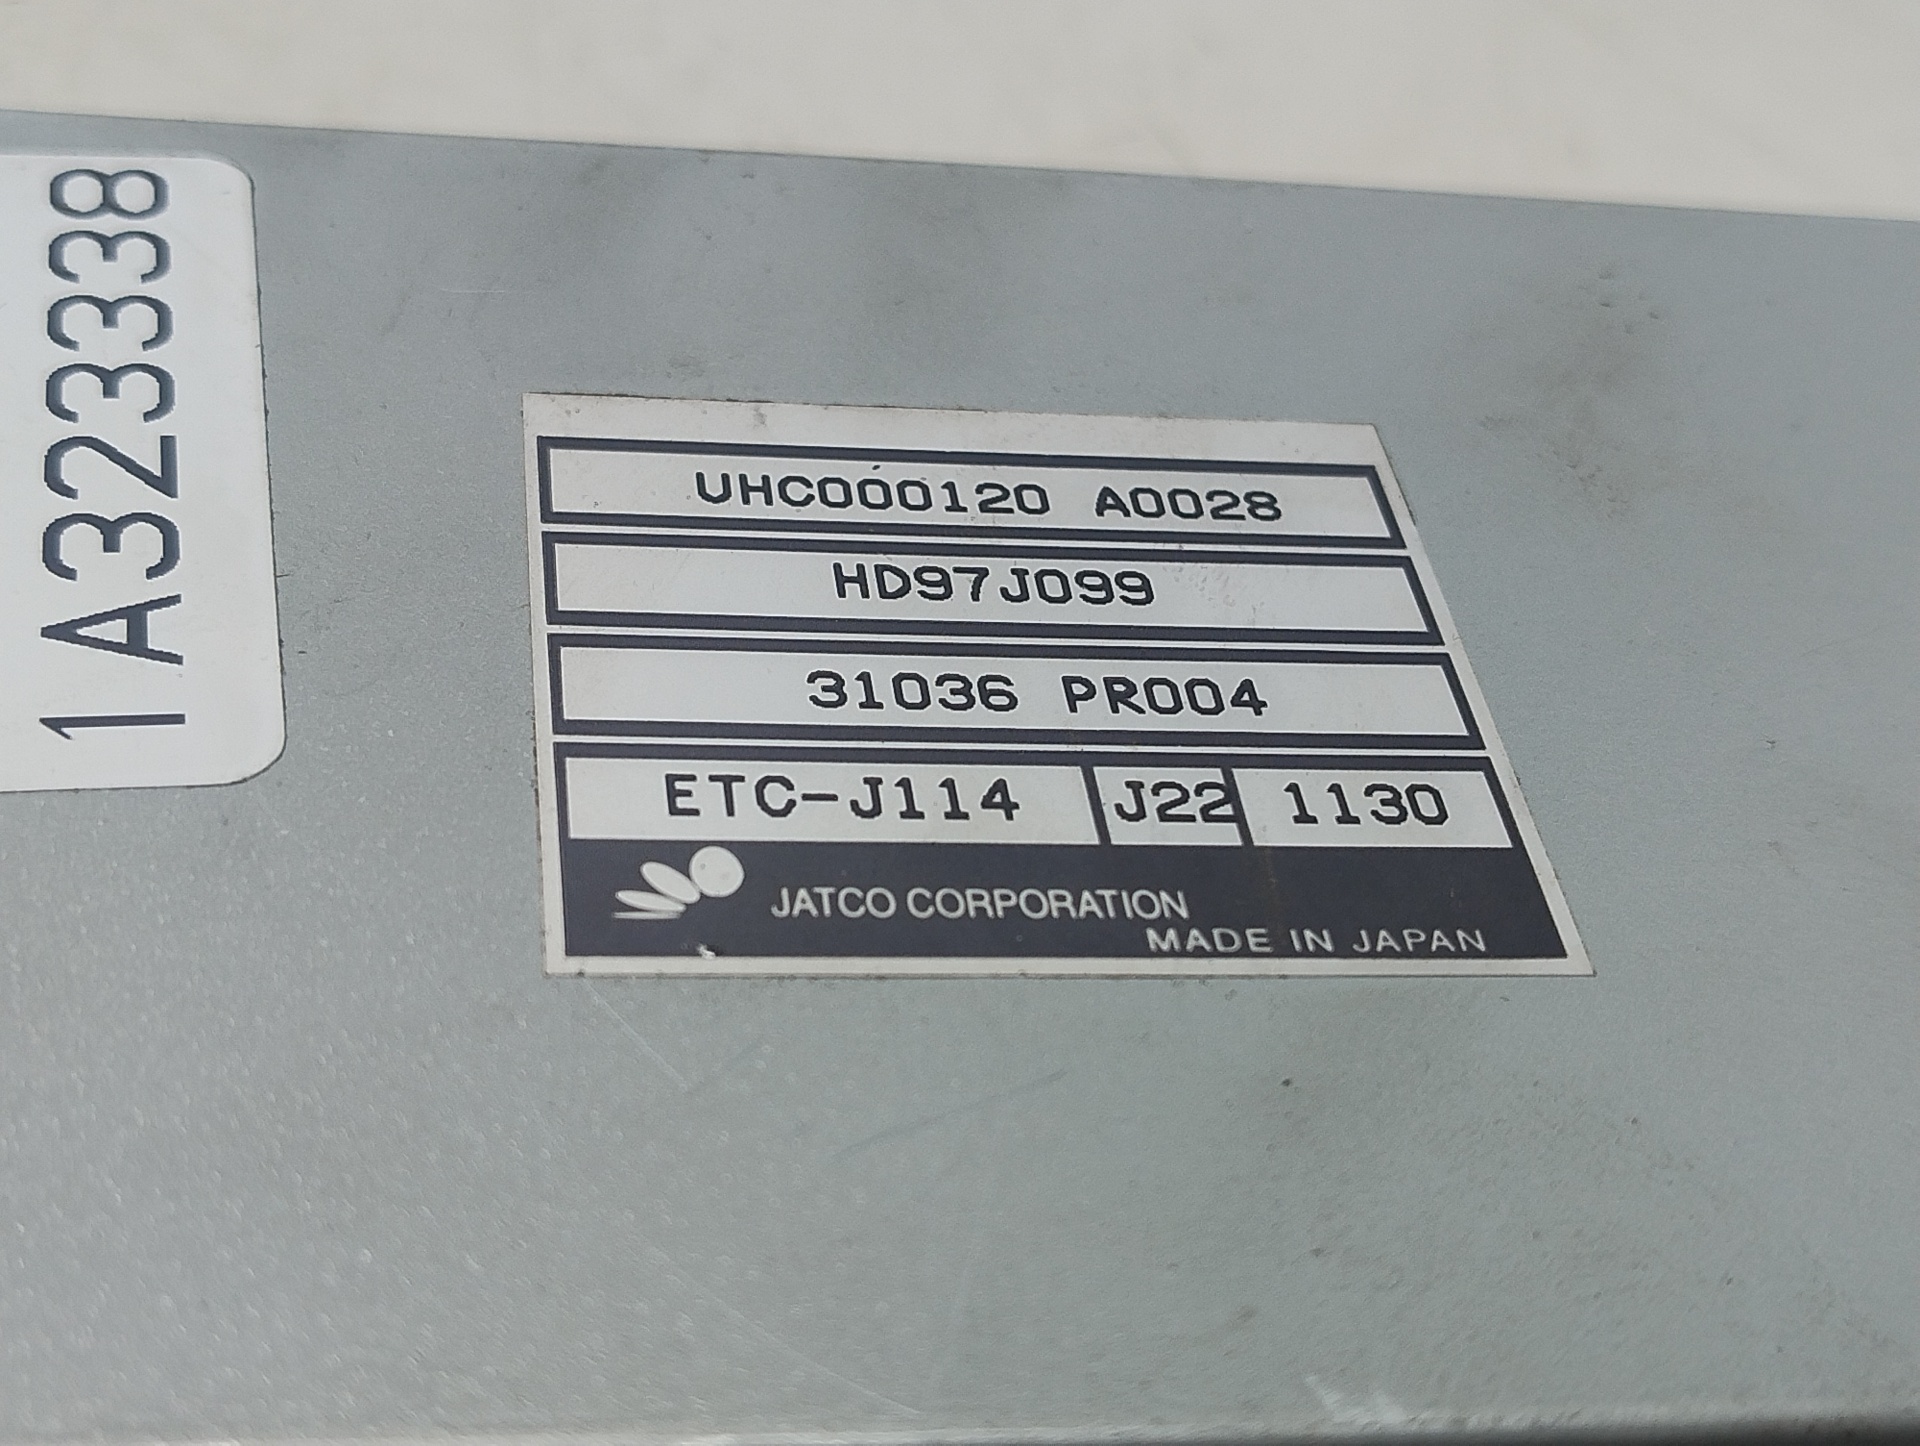 1A323338
UHC000120 A0028
HD97J099
31036 PR004
ETC-J114 J22 1130
JATCO CORPORATION
MADE IN JAPAN